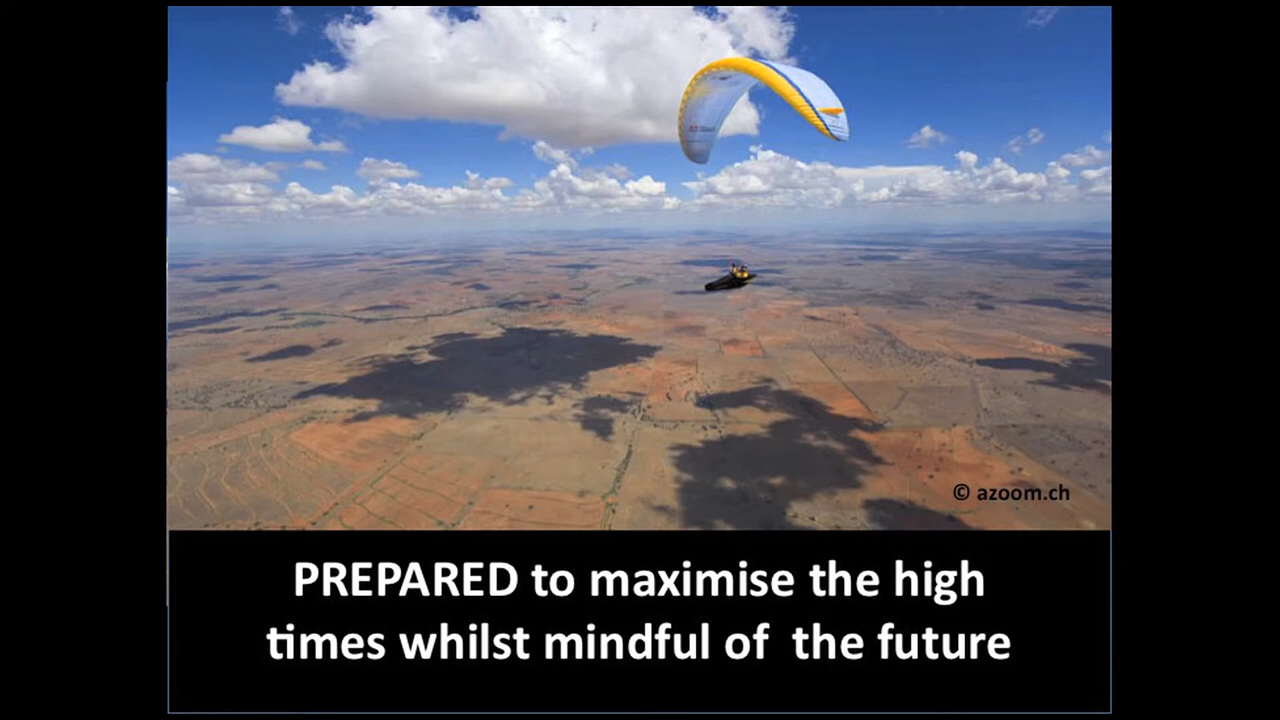 © azoom.ch
PREPARED to maximise the high
times whilst mindful of the future